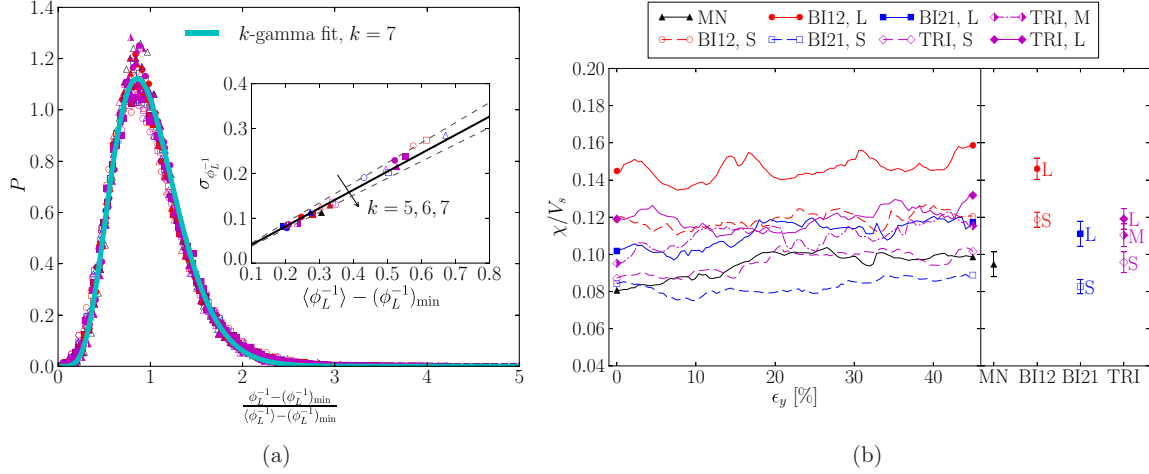 k-gamma fit, k = 7
P
1.4
1.2
1.0
0.8
0.6
0.4
0.2
0.0
0 1 2 3 4 5
ϕ_L^{-1}−(ϕ_L^{-1})_min
⟨ϕ_L^{-1}⟩−(ϕ_L^{-1})_min
σ_{ϕ_L^{-1}}
0.4
0.3
0.2
0.1
0.0
k = 5, 6, 7
0.1 0.2 0.3 0.4 0.5 0.6 0.7 0.8
⟨ϕ_L^{-1}⟩ − (ϕ_L^{-1})_min
(a)
MN BI12, L BI21, L TRI, M
BI12, S BI21, S TRI, S TRI, L
χ/V_s
0.20
0.18
0.16
0.14
0.12
0.10
0.08
0.06
0.04
L
S
L
S
L
M
S
0 10 20 30 40 MN BI12 BI21 TRI
ϵ_y [%]
(b)